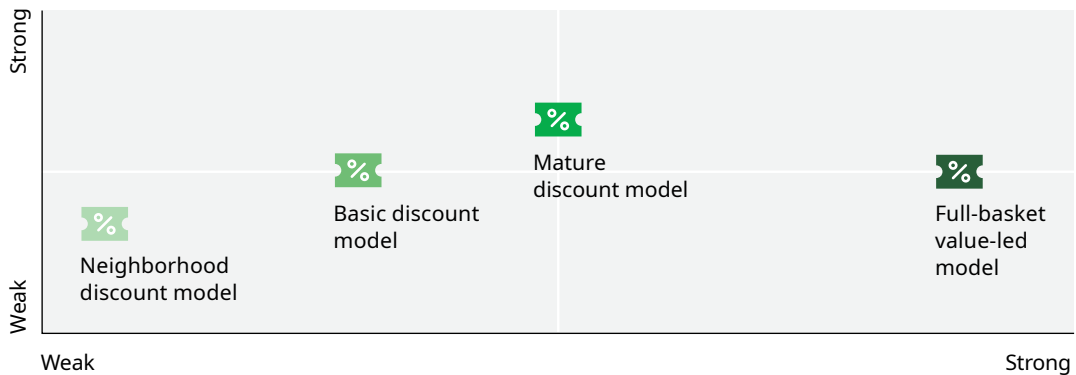 Strong
%
Mature
discount model
%
Basic discount
model
%
Full-basket
value-led
model
%
Neighborhood
discount model
Weak
Weak
Strong